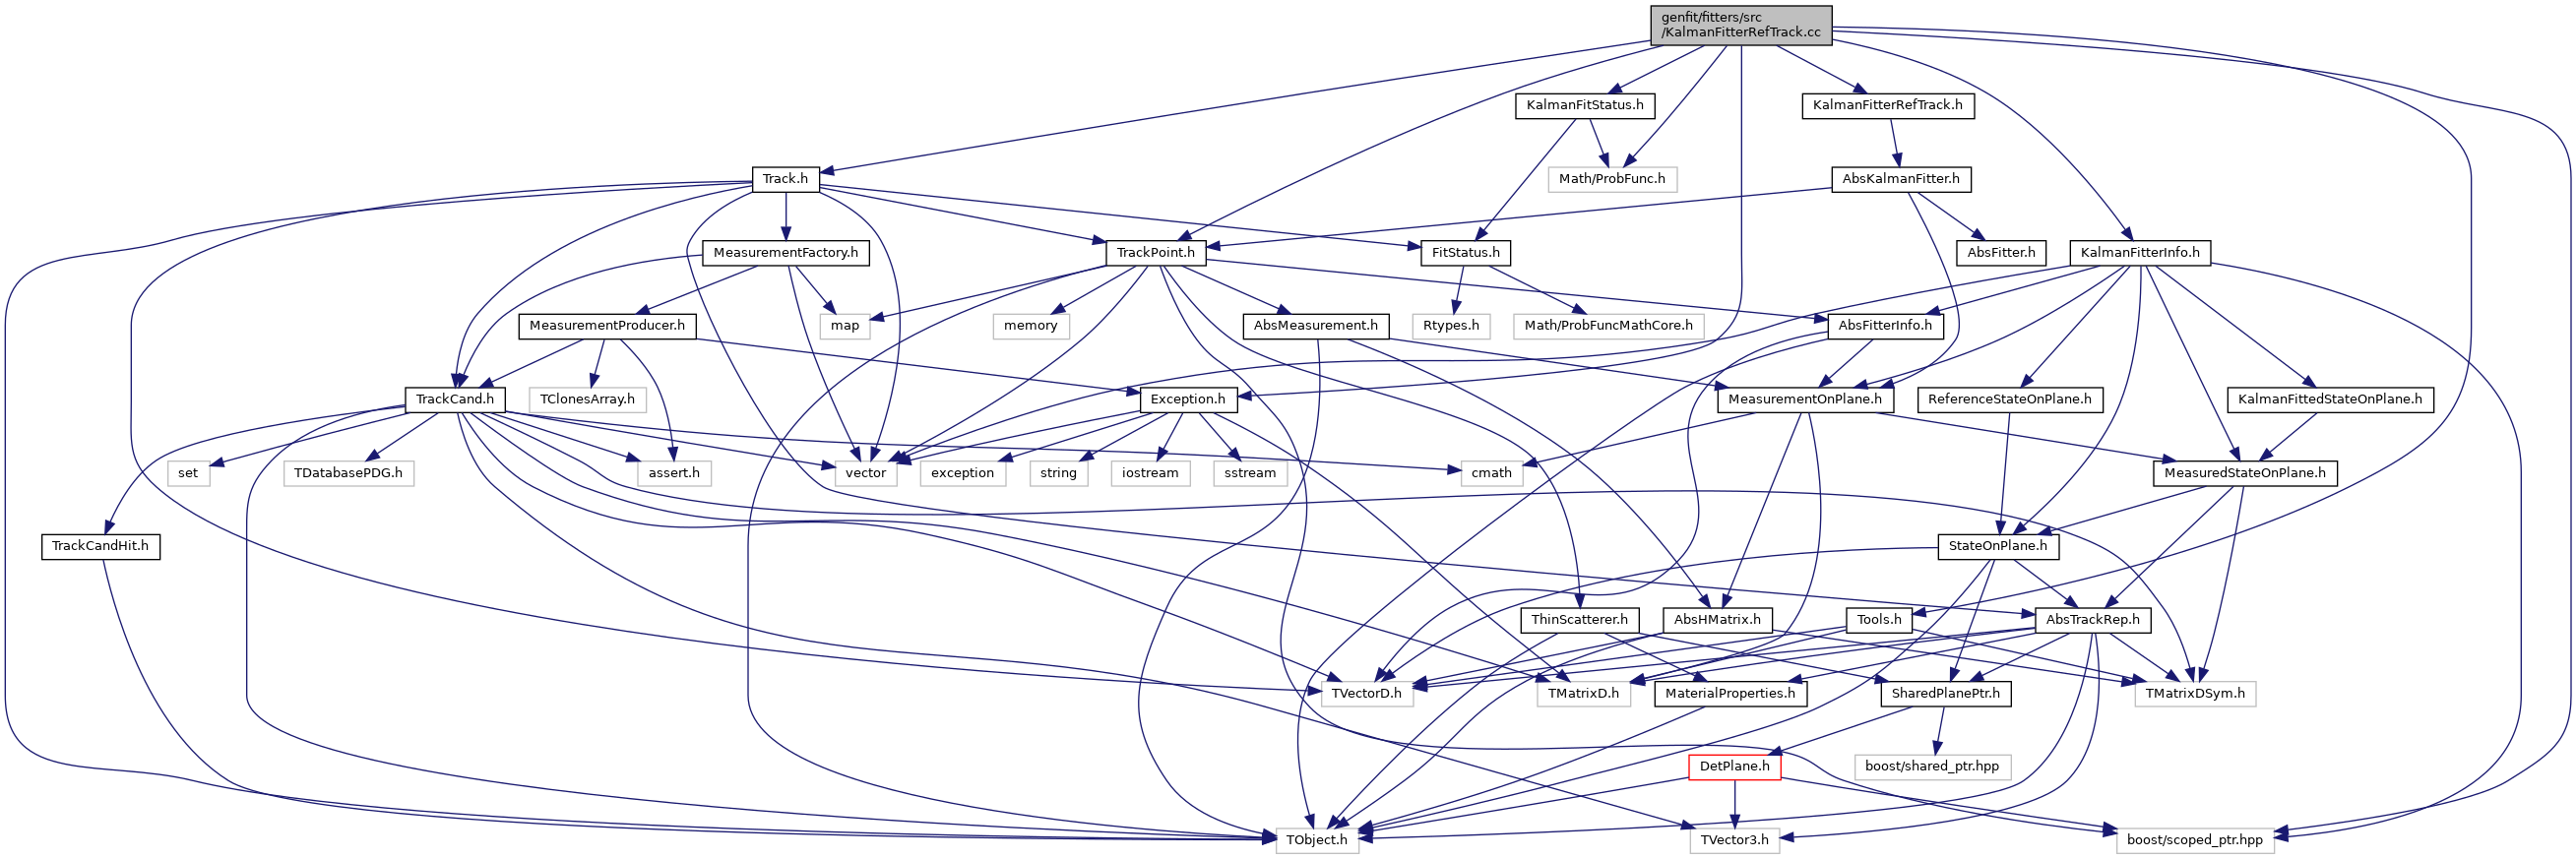 genfit/fitters/src
/KalmanFitterRefTrack.cc
KalmanFitStatus.h
KalmanFitterRefTrack.h
Track.h
Math/ProbFunc.h
AbsKalmanFitter.h
MeasurementFactory.h
TrackPoint.h
FitStatus.h
AbsFitter.h
KalmanFitterInfo.h
MeasurementProducer.h
map
memory
AbsMeasurement.h
Rtypes.h
Math/ProbFuncMathCore.h
AbsFitterInfo.h
TrackCand.h
TClonesArray.h
Exception.h
MeasurementOnPlane.h
ReferenceStateOnPlane.h
KalmanFittedStateOnPlane.h
set
TDatabasePDG.h
assert.h
vector
exception
string
iostream
sstream
cmath
MeasuredStateOnPlane.h
TrackCandHit.h
StateOnPlane.h
ThinScatterer.h
AbsHMatrix.h
Tools.h
AbsTrackRep.h
TVectorD.h
TMatrixD.h
MaterialProperties.h
SharedPlanePtr.h
TMatrixDSym.h
DetPlane.h
boost/shared_ptr.hpp
TObject.h
TVector3.h
boost/scoped_ptr.hpp